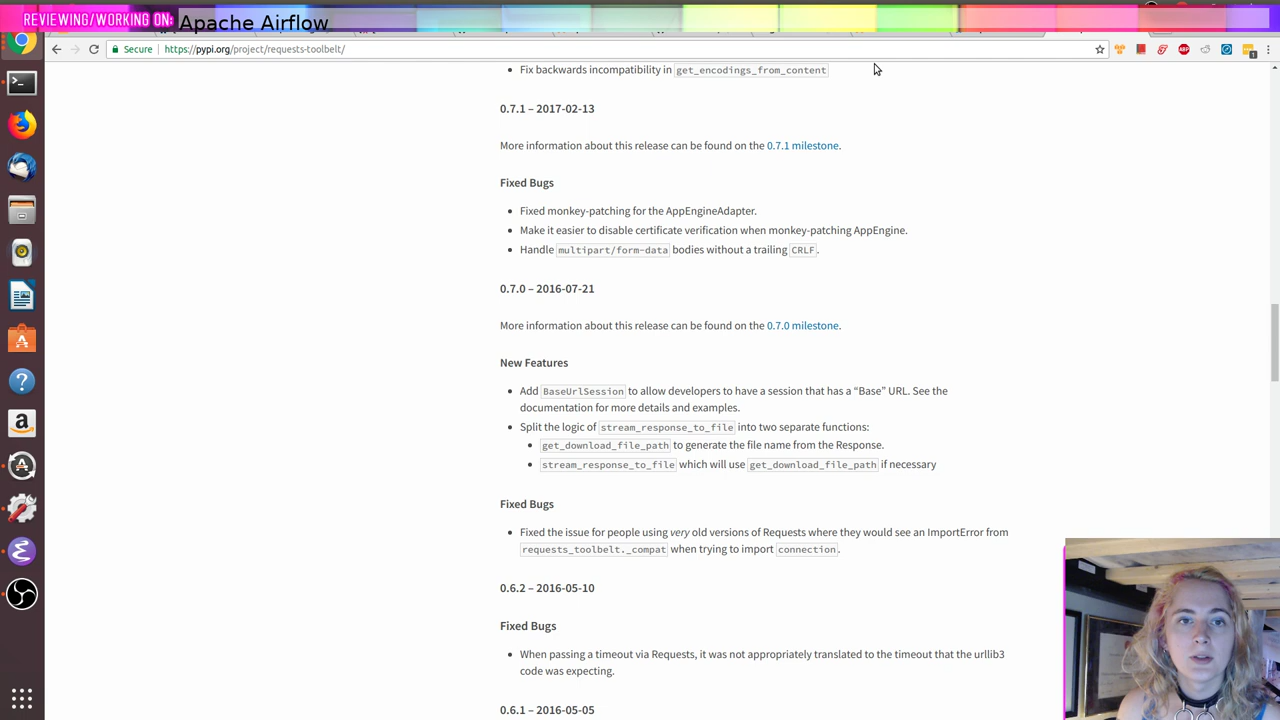 REVIEWING/WORKING ON: Apache Airflow
Secure https://pypi.org/project/requests-toolbelt/
Fix backwards incompatibility in get_encodings_from_content
0.7.1 – 2017-02-13
More information about this release can be found on the 0.7.1 milestone.
Fixed Bugs
Fixed monkey-patching for the AppEngineAdapter.
Make it easier to disable certificate verification when monkey-patching AppEngine.
Handle multipart/form-data bodies without a trailing CRLF.
0.7.0 – 2016-07-21
More information about this release can be found on the 0.7.0 milestone.
New Features
Add BaseUrlSession to allow developers to have a session that has a “Base” URL. See the
documentation for more details and examples.
Split the logic of stream_response_to_file into two separate functions:
get_download_file_path to generate the file name from the Response.
stream_response_to_file which will use get_download_file_path if necessary
Fixed Bugs
Fixed the issue for people using very old versions of Requests where they would see an ImportError from
requests_toolbelt._compat when trying to import connection.
0.6.2 – 2016-05-10
Fixed Bugs
When passing a timeout via Requests, it was not appropriately translated to the timeout that the urllib3
code was expecting.
0.6.1 – 2016-05-05